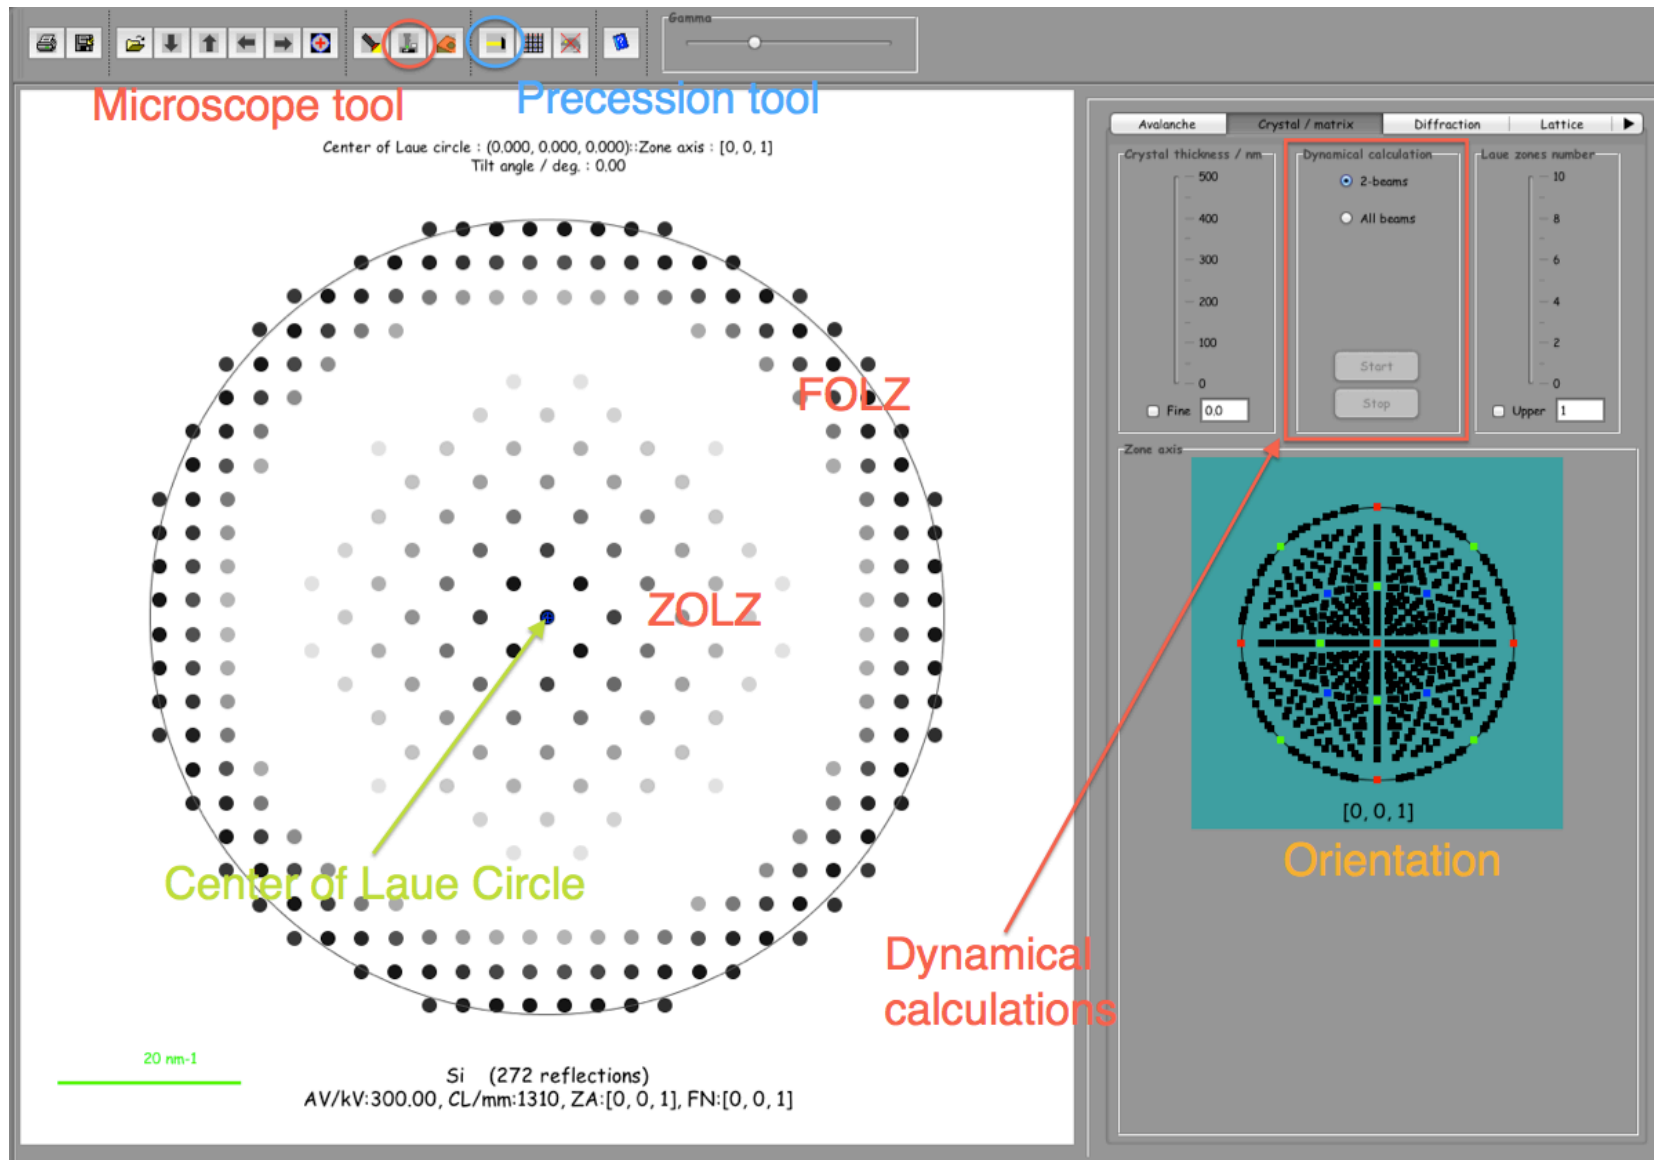 Gamma
Microscope tool
Precession tool
Center of Laue circle : (0.000, 0.000, 0.000)::Zone axis : [0, 0, 1]
Tilt angle / deg. : 0.00
FOLZ
ZOLZ
Center of Laue Circle
20 nm-1
Si (272 reflections)
AV/kV:300.00, CL/mm:1310, ZA:[0, 0, 1], FN:[0, 0, 1]
Avalanche Crystal / matrix Diffraction Lattice
Crystal thickness / nm
500
400
300
200
100
0
Fine 0.0
Dynamical calculation
2-beams
All beams
Start
Stop
Laue zones number
10
8
6
4
2
0
Upper 1
Zone axis
[0, 0, 1]
Orientation
Dynamical
calculations